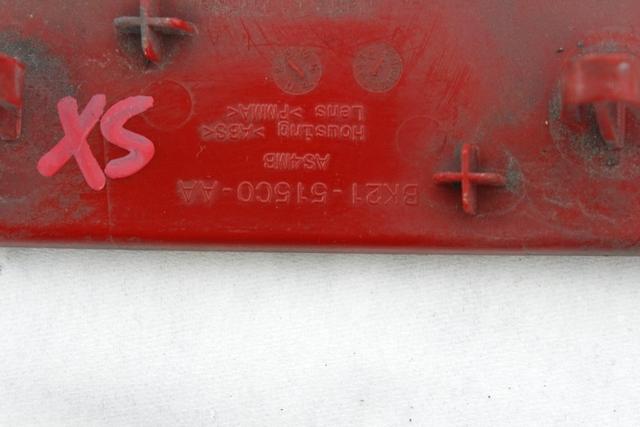 XS
BK21-515C0-AA
AS4MB
Housing >ABS<
Lens >PMMA<